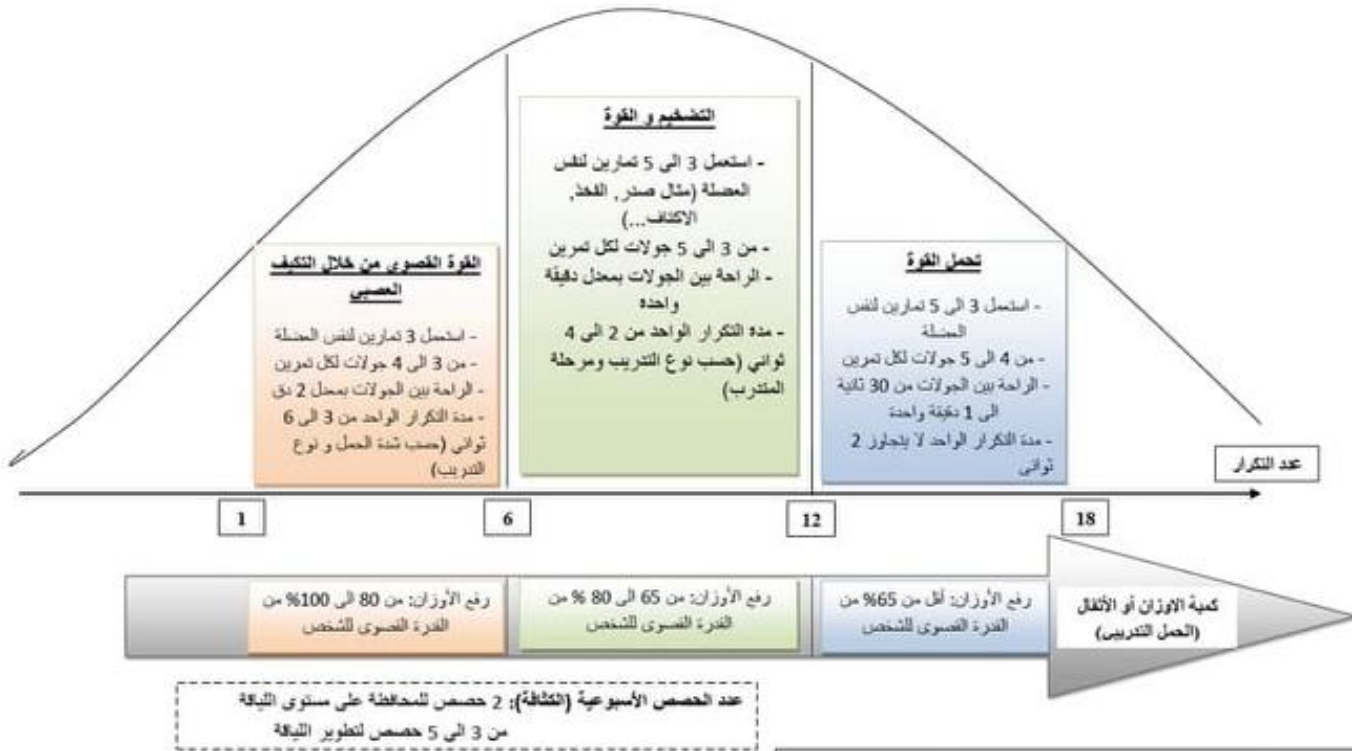 التضخيم و القوة
- استعمل 3 الى 5 تمارين لنفس
العضلة (مثال صدر, الفخذ,
الاكتاف...)
- من 3 الى 5 جولات لكل تمرين
- الراحة بين الجولات بمعدل دقيقة
واحدة
- مدة التكرار الواحد من 2 الى 4
ثواني (حسب نوع التدريب ومرحلة
المتدرب)
القوة القصوى من خلال التكيف
العصبي
- استعمل 3 تمارين لنفس العضلة
- من 3 الى 4 جولات لكل تمرين
- الراحة بين الجولات بمعدل 2 دق
- مدة التكرار الواحد من 3 الى 6
ثواني (حسب شدة الحمل و نوع
التدريب)
تحمل القوة
- استعمل 3 الى 5 تمارين لنفس
العضلة
- من 4 الى 5 جولات لكل تمرين
- الراحة بين الجولات من 30 ثانية
الى 1 دقيقة واحدة
- مدة التكرار الواحد لا يتجاوز 2
ثواني
عدد التكرار
1
6
12
18
رفع الأوزان: من 80 الى 100% من
القدرة القصوى للشخص
رفع الأوزان: من 65 الى 80 % من
القدرة القصوى للشخص
رفع الأوزان: أقل من 65% من
القدرة القصوى للشخص
كمية الاوزان أو الأثقال
(الحمل التدريبي)
عدد الحصص الأسبوعية (الكثافة): 2 حصص للمحافظة على مستوى اللياقة
من 3 الى 5 حصص لتطوير اللياقة